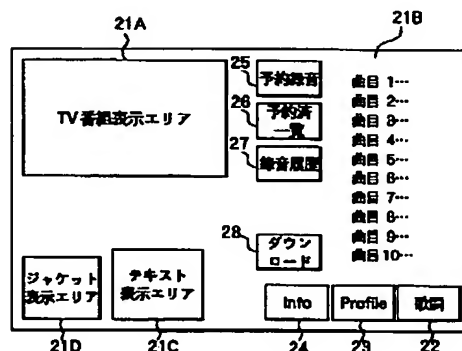 21A
21B
25
予約録音
26
予約済
一覧
27
録音履歴
TV番組表示エリア
曲目 1…
曲目 2…
曲目 3…
曲目 4…
曲目 5…
曲目 6…
曲目 7…
曲目 8…
曲目 9…
曲目 10…
28
ダウン
ロード
ジャケット
表示エリア
テキスト
表示エリア
Info
Profile
歌詞
21D
21C
24
23
22